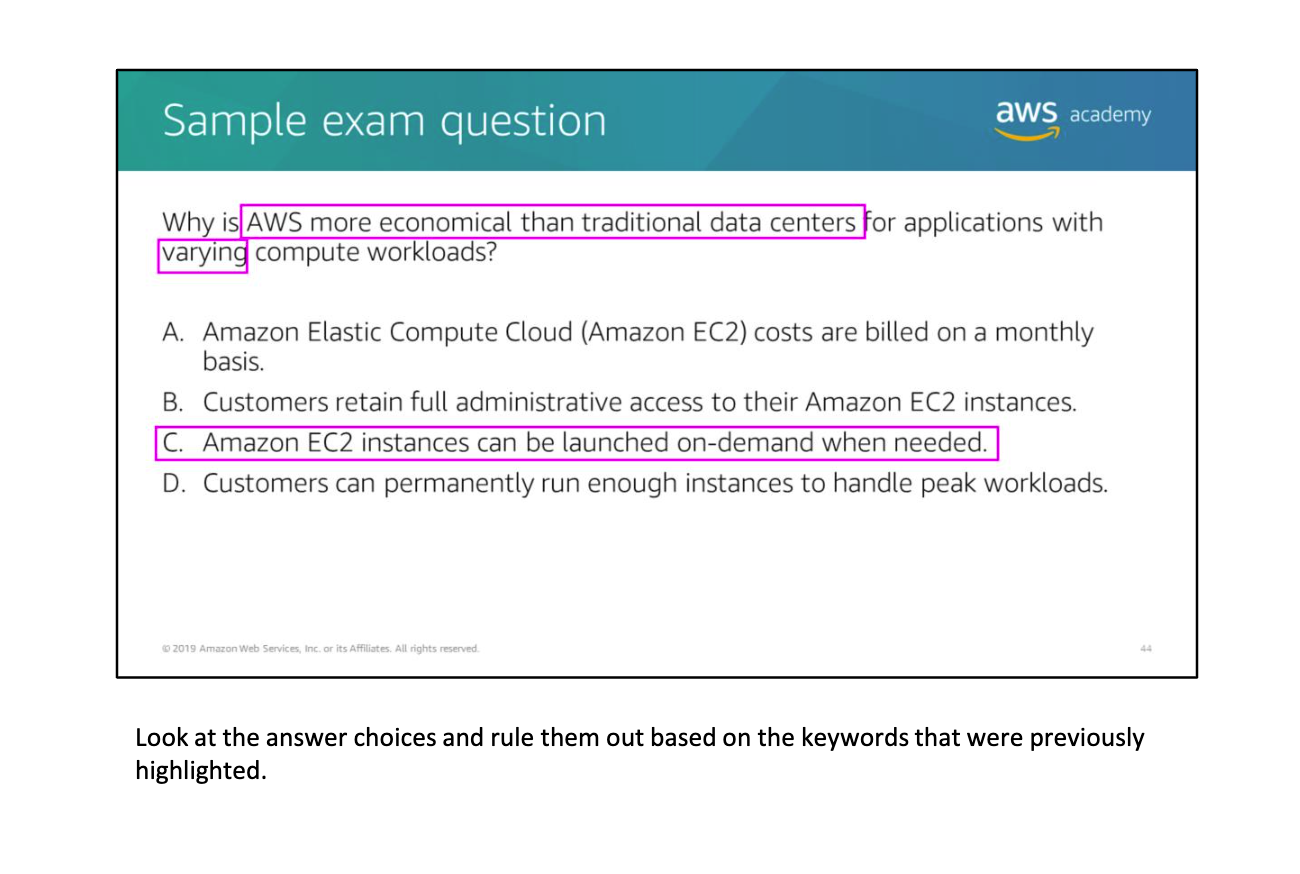 Sample exam question
aws academy
Why is AWS more economical than traditional data centers for applications with
varying compute workloads?
A. Amazon Elastic Compute Cloud (Amazon EC2) costs are billed on a monthly
basis.
B. Customers retain full administrative access to their Amazon EC2 instances.
C. Amazon EC2 instances can be launched on-demand when needed.
D. Customers can permanently run enough instances to handle peak workloads.
© 2019 Amazon Web Services, Inc. or its Affiliates. All rights reserved.
44
Look at the answer choices and rule them out based on the keywords that were previously
highlighted.